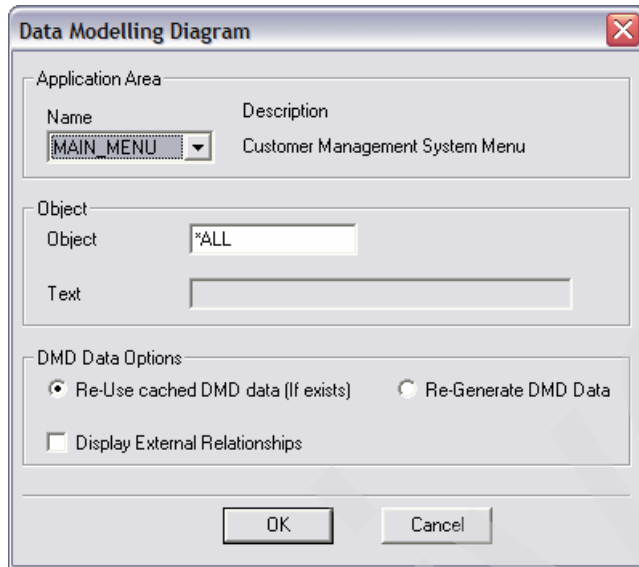 Data Modelling Diagram
Application Area
Name
Description
MAIN_MENU
Customer Management System Menu
Object
Object
*ALL
Text
DMD Data Options
Re-Use cached DMD data (If exists)
Re-Generate DMD Data
Display External Relationships
OK
Cancel